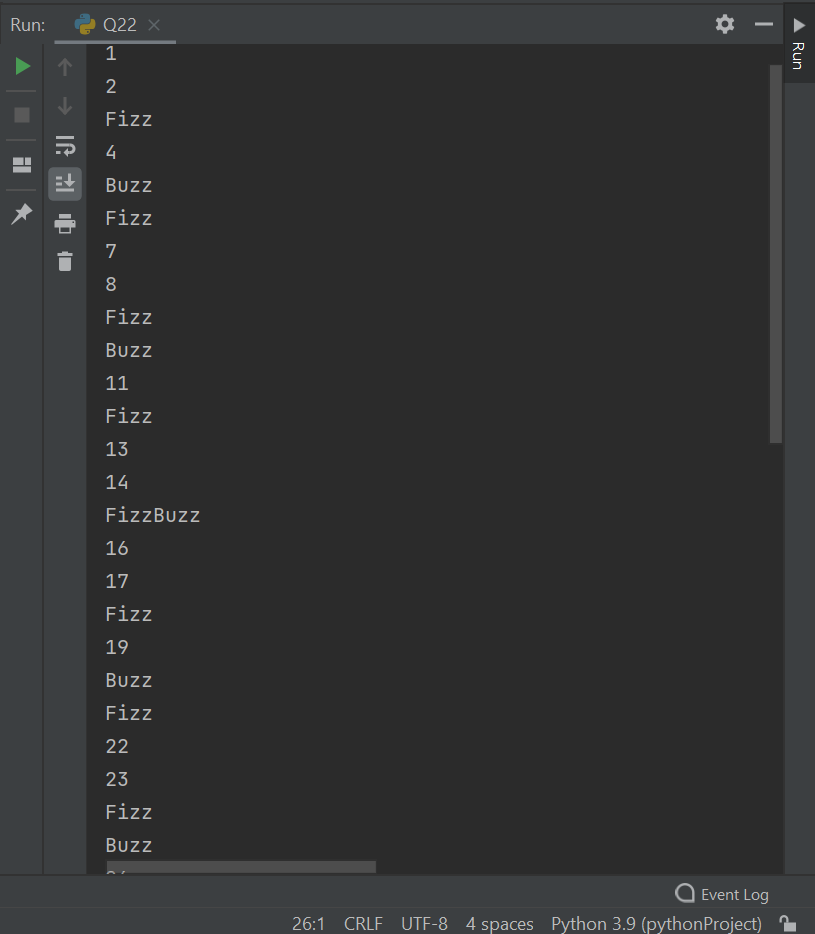 Run: Q22
Run
1
2
Fizz
4
Buzz
Fizz
7
8
Fizz
Buzz
11
Fizz
13
14
FizzBuzz
16
17
Fizz
19
Buzz
Fizz
22
23
Fizz
Buzz
Event Log
26:1 CRLF UTF-8 4 spaces Python 3.9 (pythonProject)